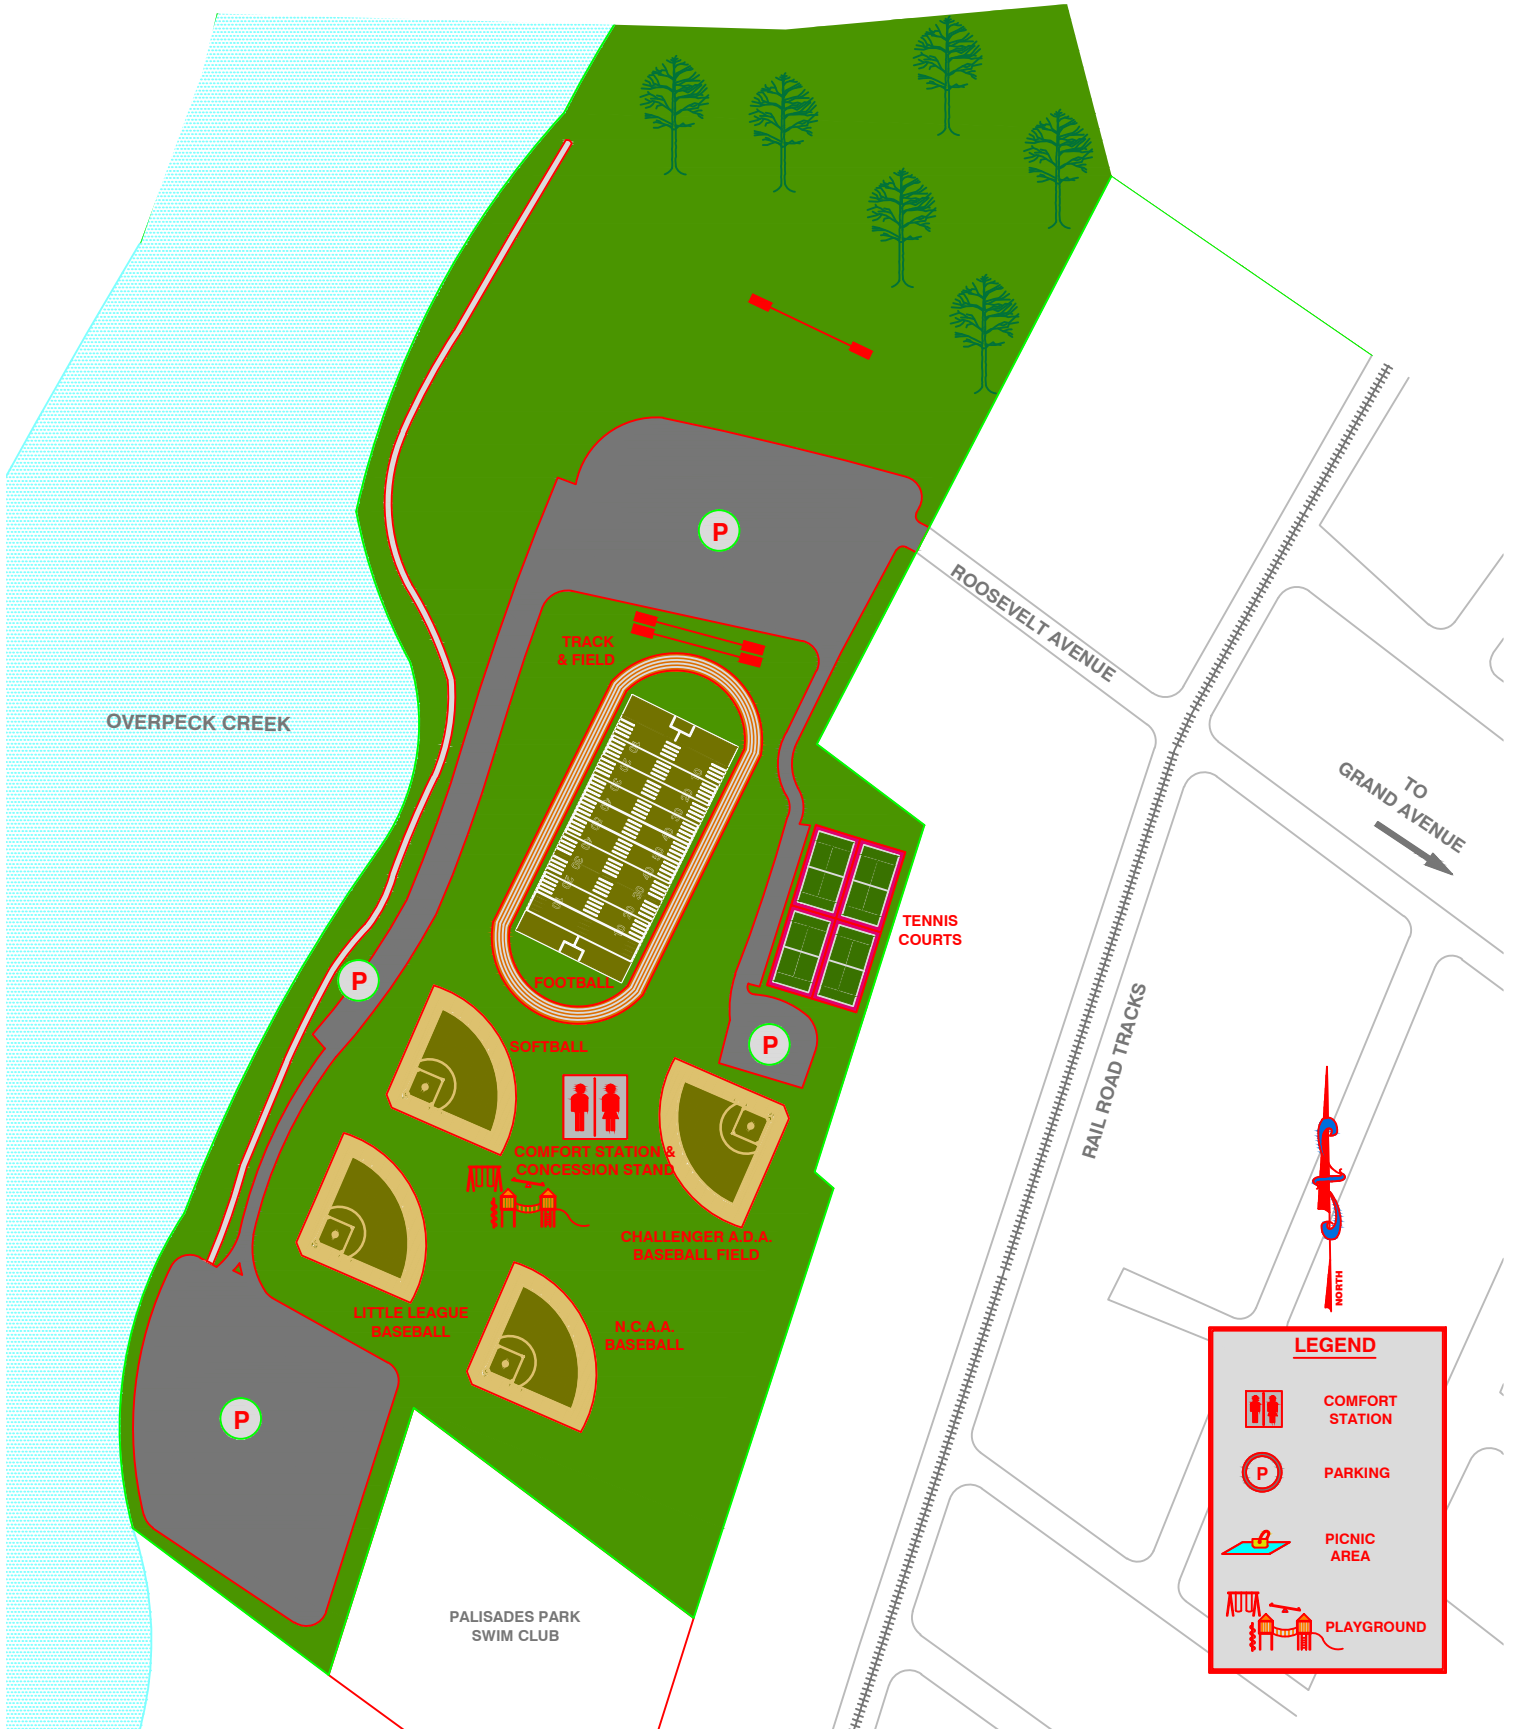 P
ROOSEVELT AVENUE
TRACK
& FIELD
OVERPECK CREEK
TO
GRAND AVENUE
TENNIS
COURTS
FOOTBALL
P
SOFTBALL
P
RAIL ROAD TRACKS
COMFORT STATION &
CONCESSION STAND
CHALLENGER A.D.A.
BASEBALL FIELD
LITTLE LEAGUE
BASEBALL
N.C.A.A.
BASEBALL
NORTH
P
LEGEND
COMFORT
STATION
P
PARKING
PICNIC
AREA
PLAYGROUND
PALISADES PARK
SWIM CLUB